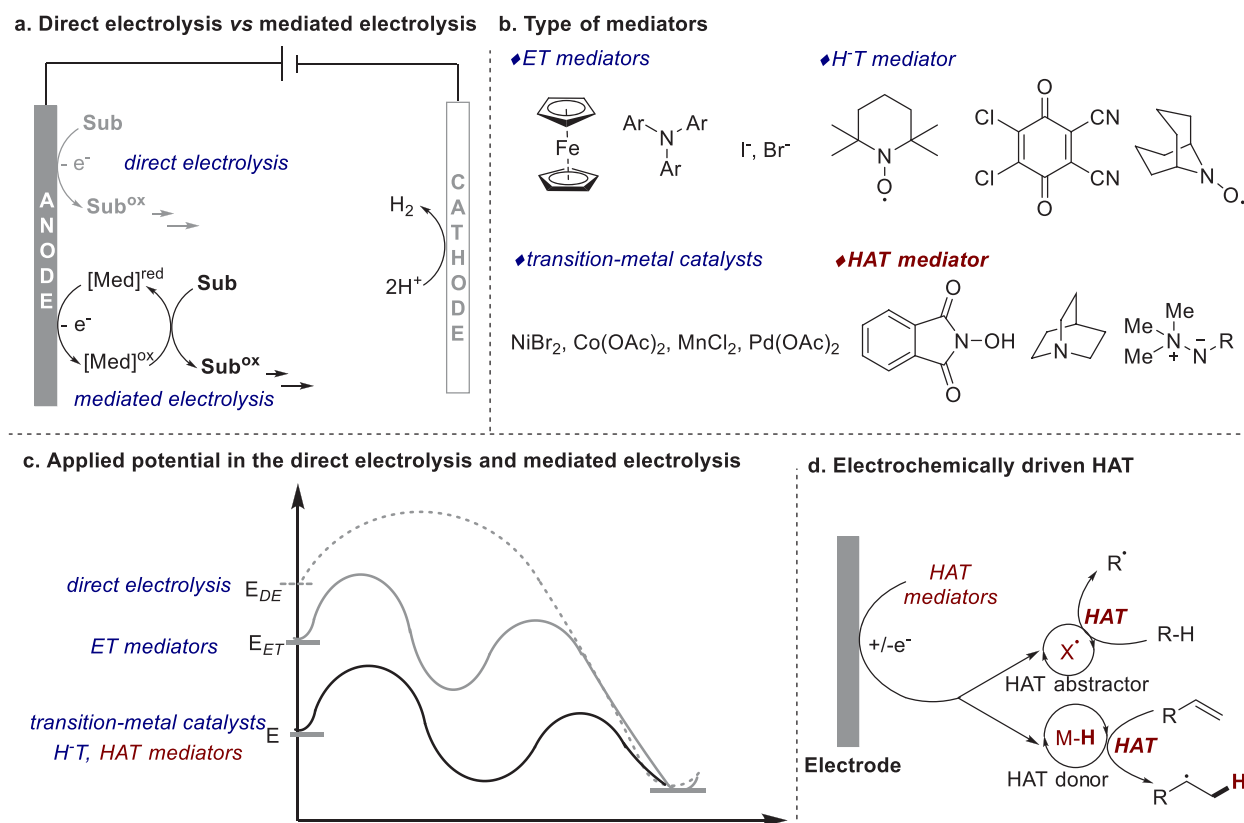 a. Direct electrolysis vs mediated electrolysis
Sub
- e⁻
direct electrolysis
Subᵒˣ
ANODE
[Med]ʳᵉᵈ
Sub
- e⁻
[Med]ᵒˣ
Subᵒˣ
mediated electrolysis
H₂
2H⁺
CATHODE
b. Type of mediators
♦ET mediators
Fe
Ar
N
Ar
Ar
I⁻, Br⁻
♦H⁻T mediator
N
O
•
O
Cl
CN
Cl
CN
O
N
O
•
♦transition-metal catalysts
NiBr₂, Co(OAc)₂, MnCl₂, Pd(OAc)₂
♦HAT mediator
O
N
OH
O
N
Me
Me
N
Me
+
N
−
R
c. Applied potential in the direct electrolysis and mediated electrolysis
direct electrolysis
E_DE
ET mediators
E_ET
transition-metal catalysts
H⁻T, HAT mediators
E
d. Electrochemically driven HAT
HAT
mediators
+/-e⁻
Electrode
R•
HAT
R-H
X•
HAT abstractor
R
M-H
HAT
HAT donor
R
•
H